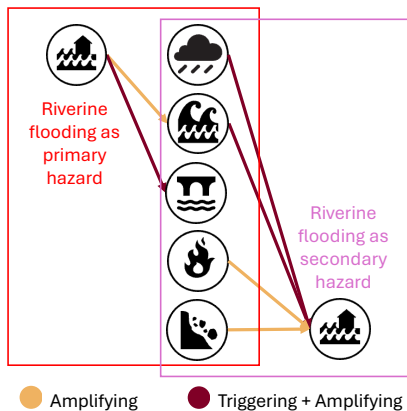 Riverine
flooding as
primary
hazard
Riverine
flooding as
secondary
hazard
Amplifying
Triggering + Amplifying